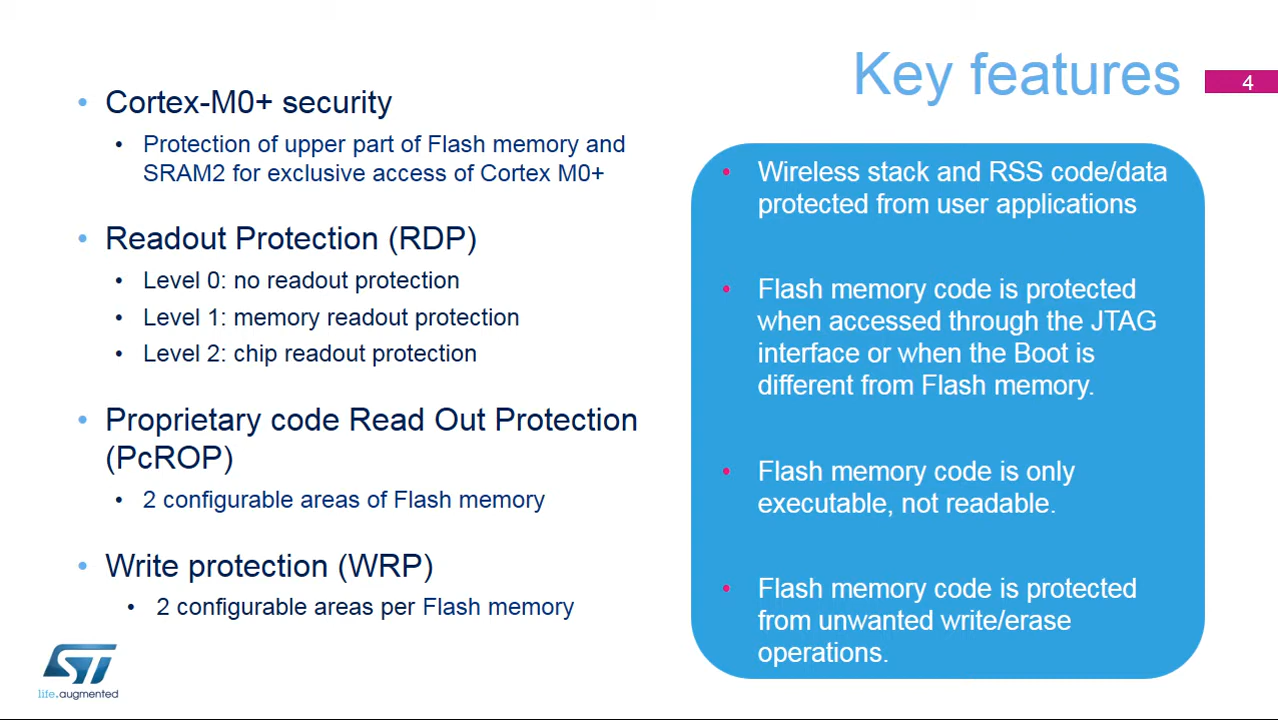 Key features
4
• Cortex-M0+ security
• Protection of upper part of Flash memory and
SRAM2 for exclusive access of Cortex M0+
• Readout Protection (RDP)
• Level 0: no readout protection
• Level 1: memory readout protection
• Level 2: chip readout protection
• Proprietary code Read Out Protection
(PcROP)
• 2 configurable areas of Flash memory
• Write protection (WRP)
• 2 configurable areas per Flash memory
• Wireless stack and RSS code/data
protected from user applications
• Flash memory code is protected
when accessed through the JTAG
interface or when the Boot is
different from Flash memory.
• Flash memory code is only
executable, not readable.
• Flash memory code is protected
from unwanted write/erase
operations.
ST
life.augmented